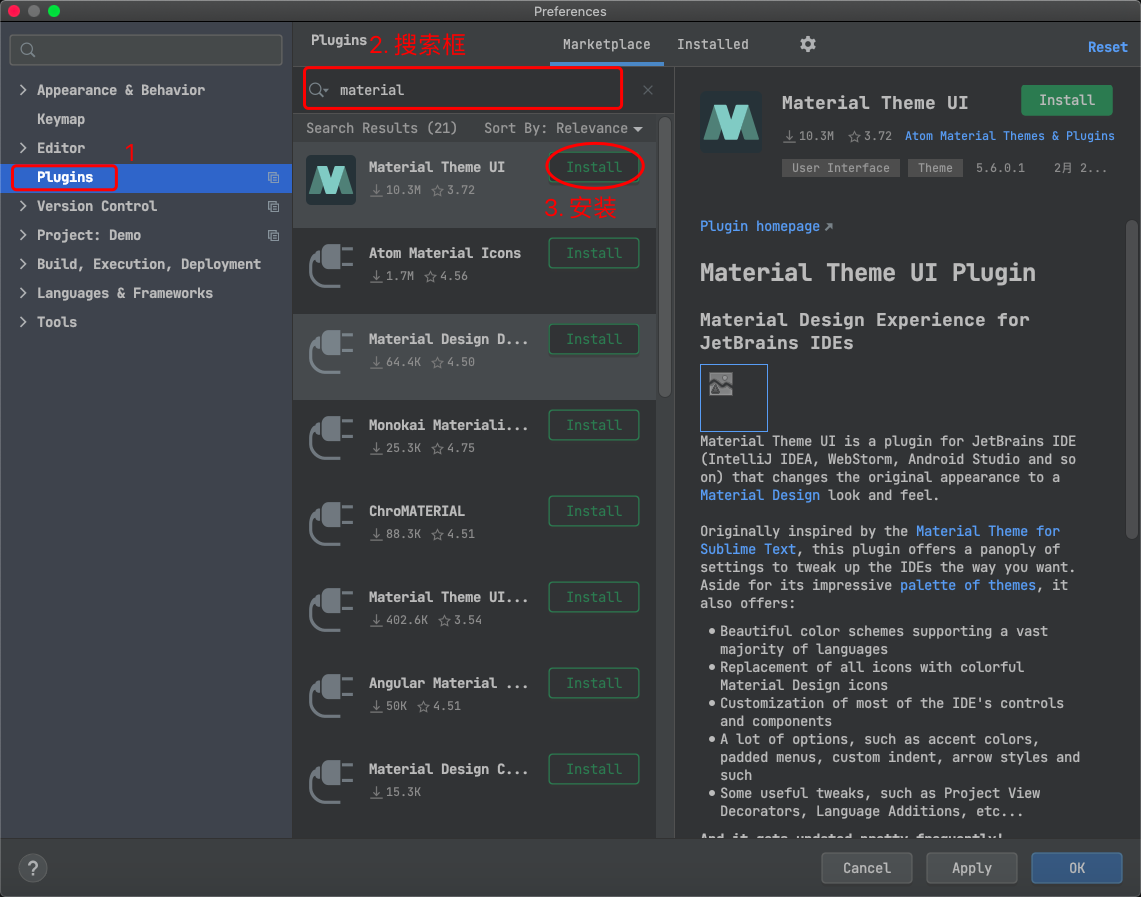 Preferences
Appearance & Behavior
Keymap
Editor
1
Plugins
Version Control
Project: Demo
Build, Execution, Deployment
Languages & Frameworks
Tools
Plugins
2. 搜索框
Marketplace
Installed
Reset
material
Search Results (21)
Sort By: Relevance
Material Theme UI
Install
10.3M 3.72
3. 安装
Atom Material Icons
Install
1.7M 4.56
Material Design D...
Install
64.4K 4.50
Monokai Materiali...
Install
25.3K 4.75
ChroMATERIAL
Install
88.3K 4.51
Material Theme UI...
Install
402.6K 3.54
Angular Material ...
Install
50K 4.51
Material Design C...
Install
15.3K
Material Theme UI
Install
10.3M 3.72 Atom Material Themes & Plugins
User Interface Theme 5.6.0.1 2月 2...
Plugin homepage
Material Theme UI Plugin
Material Design Experience for
JetBrains IDEs
Material Theme UI is a plugin for JetBrains IDE
(IntelliJ IDEA, WebStorm, Android Studio and so
on) that changes the original appearance to a
Material Design look and feel.
Originally inspired by the Material Theme for
Sublime Text, this plugin offers a panoply of
settings to tweak up the IDEs the way you want.
Aside for its impressive palette of themes, it
also offers:
Beautiful color schemes supporting a vast
majority of languages
Replacement of all icons with colorful
Material Design icons
Customization of most of the IDE's controls
and components
A lot of options, such as accent colors,
padded menus, custom indent, arrow styles and
such
Some useful tweaks, such as Project View
Decorators, Language Additions, etc...
And it gets updated pretty frequently!
?
Cancel
Apply
OK